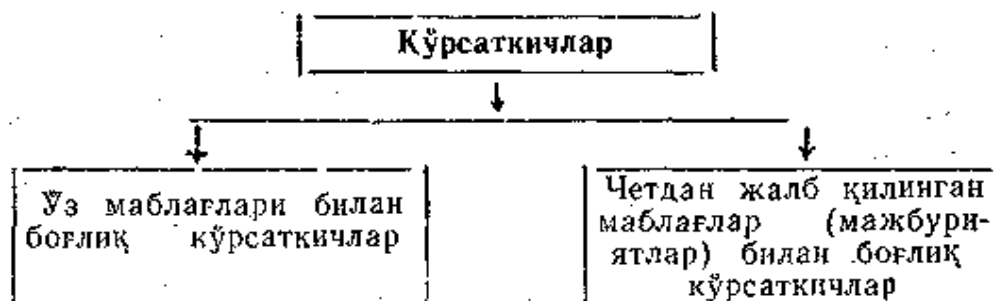 Кўрсаткичлар
Ўз маблағлари билан
боғлиқ кўрсаткичлар
Четдан жалб қилинган
маблағлар (мажбури-
ятлар) билан боғлиқ
кўрсаткичлар